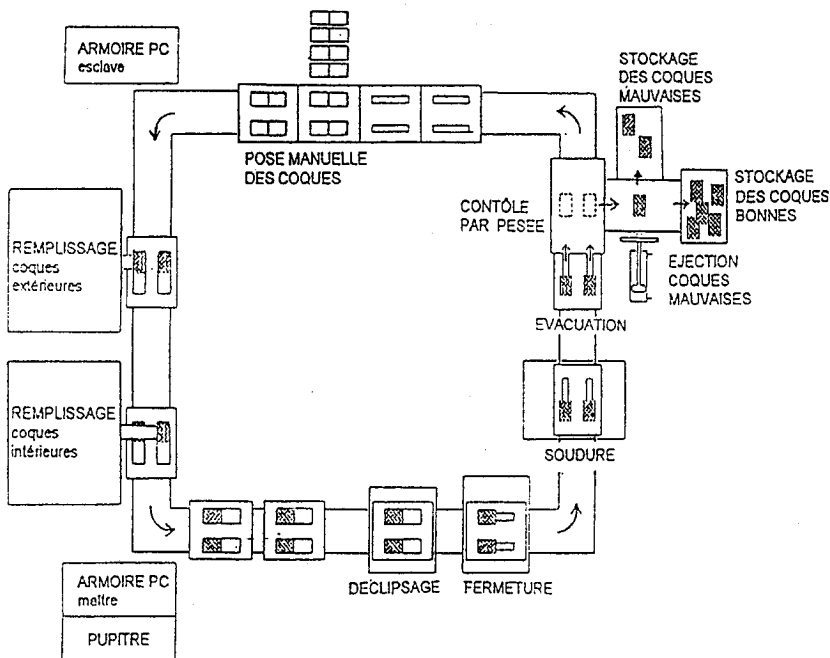 ARMOIRE PC
esclave
STOCKAGE
DES COQUES
MAUVAISES
POSE MANUELLE
DES COQUES
CONTÔLE
PAR PESEE
STOCKAGE
DES COQUES
BONNES
REMPLISSAGE
coques
extérieures
EJECTION
COQUES
MAUVAISES
EVACUATION
REMPLISSAGE
coques
intérieures
SOUDURE
DECLIPSAGE
FERMETURE
ARMOIRE PC
maître
PUPITRE